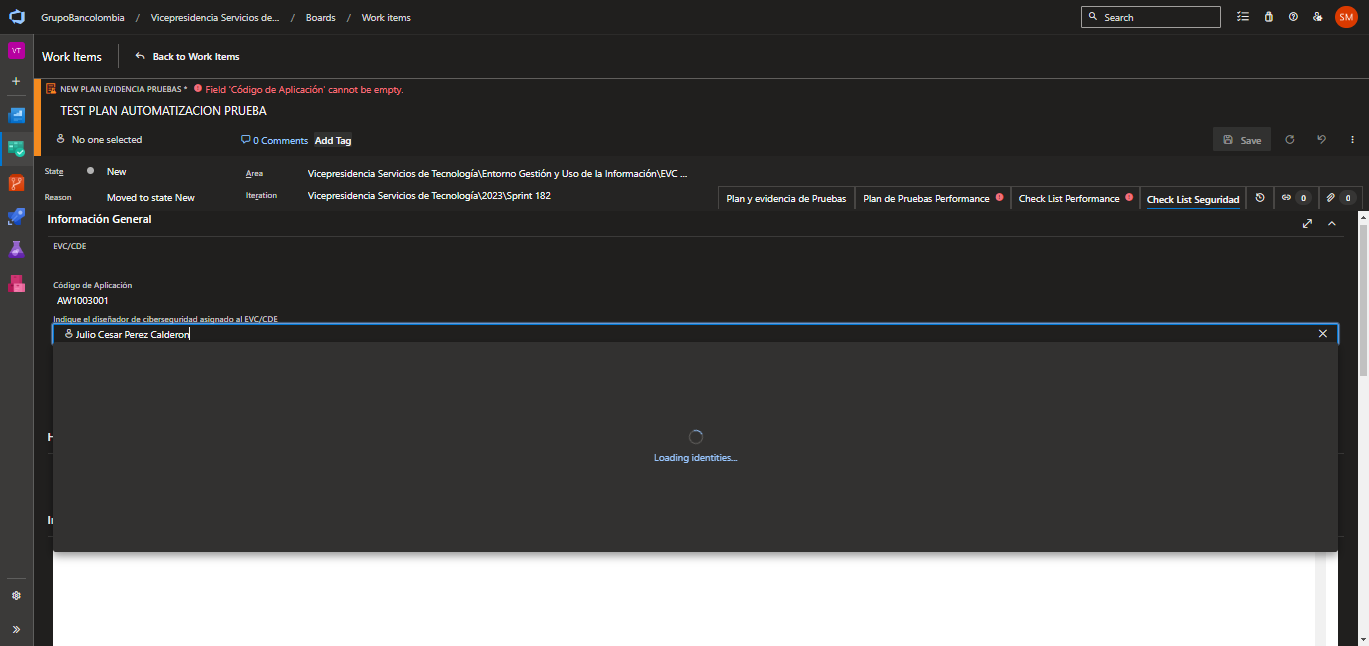 GrupoBancolombia / Vicepresidencia Servicios de... / Boards / Work items
Search
SM
VT
Work Items
Back to Work Items
NEW PLAN EVIDENCIA PRUEBAS * Field 'Código de Aplicación' cannot be empty.
TEST PLAN AUTOMATIZACION PRUEBA
No one selected
0 Comments
Add Tag
Save
State
New
Area
Vicepresidencia Servicios de Tecnología\Entorno Gestión y Uso de la Información\EVC ...
Reason
Moved to state New
Iteration
Vicepresidencia Servicios de Tecnología\2023\Sprint 182
Plan y evidencia de Pruebas
Plan de Pruebas Performance
Check List Performance
Check List Seguridad
0
0
Información General
EVC/CDE
Código de Aplicación
AW1003001
Indique el diseñador de ciberseguridad asignado al EVC/CDE
Julio Cesar Perez Calderon
Loading identities...